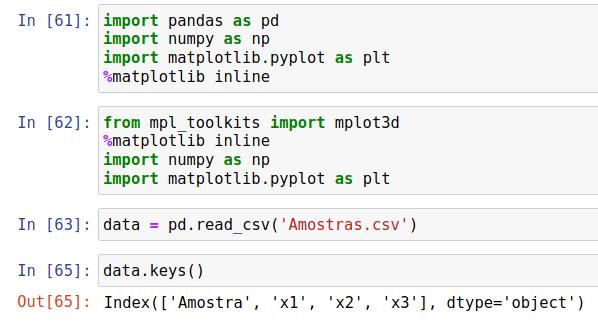 In [61]: import pandas as pd
import numpy as np
import matplotlib.pyplot as plt
%matplotlib inline
In [62]: from mpl_toolkits import mplot3d
%matplotlib inline
import numpy as np
import matplotlib.pyplot as plt
In [63]: data = pd.read_csv('Amostras.csv')
In [65]: data.keys()
Out[65]: Index(['Amostra', 'x1', 'x2', 'x3'], dtype='object')